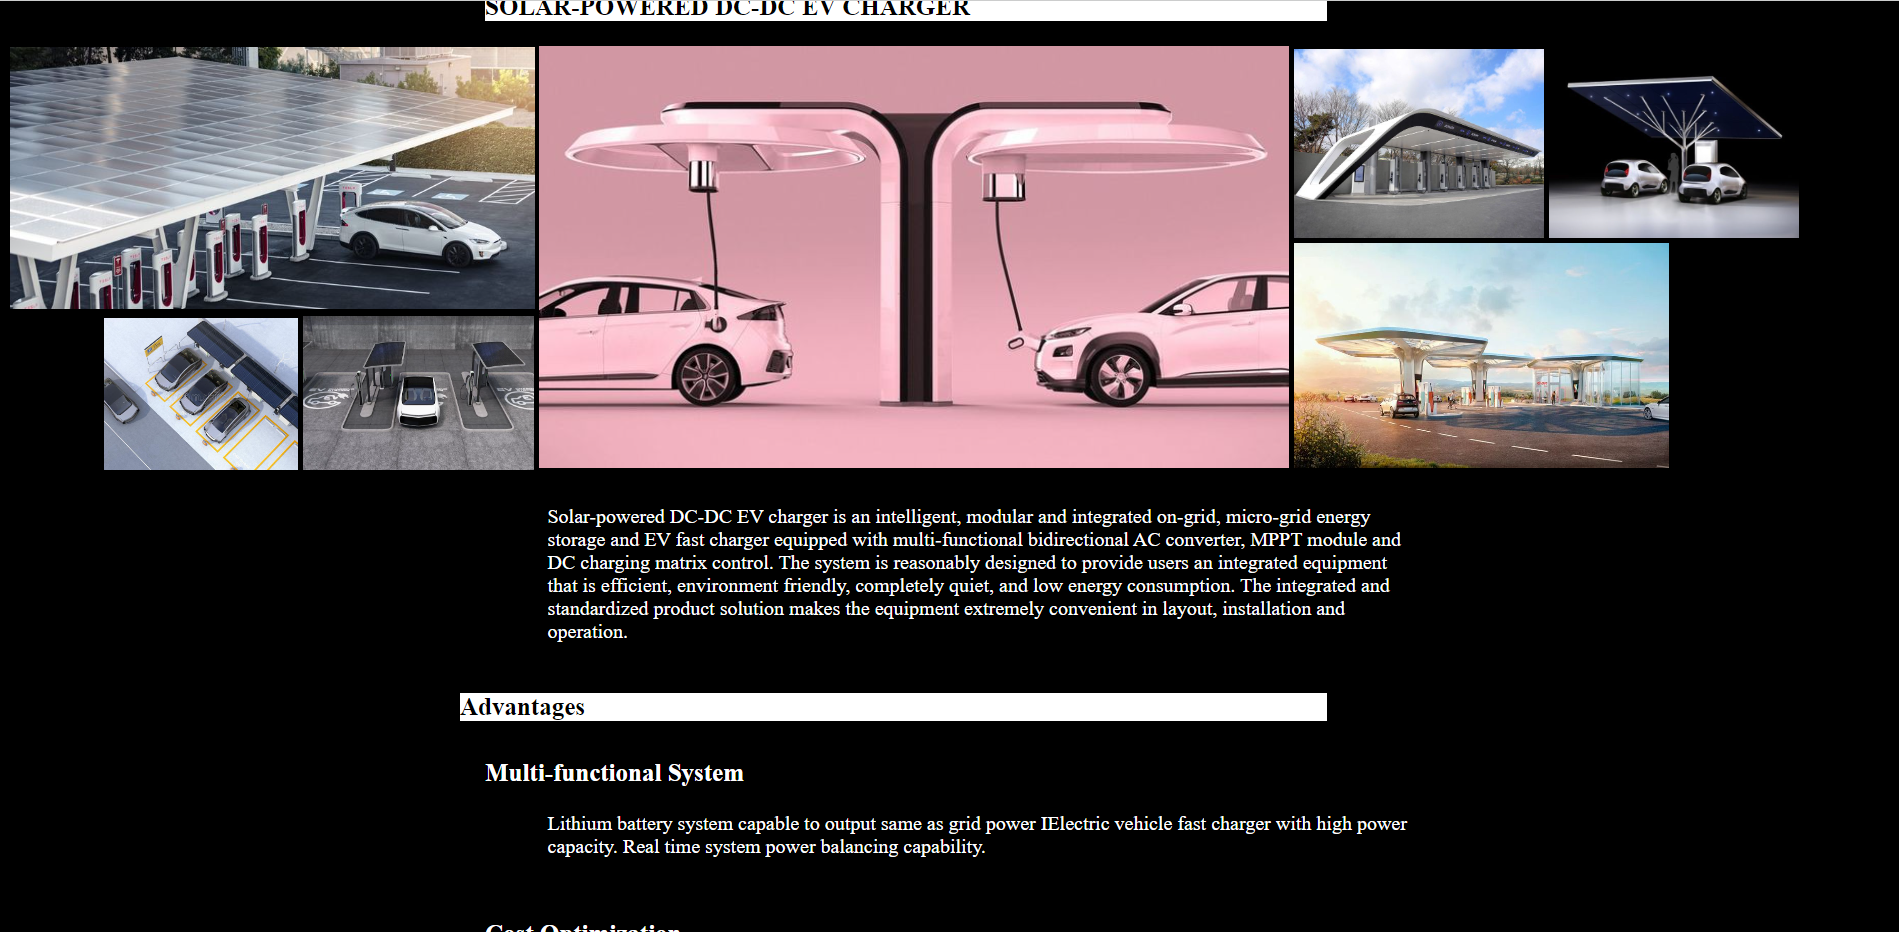 SOLAR-POWERED DC-DC EV CHARGER
Solar-powered DC-DC EV charger is an intelligent, modular and integrated on-grid, micro-grid energy
storage and EV fast charger equipped with multi-functional bidirectional AC converter, MPPT module and
DC charging matrix control. The system is reasonably designed to provide users an integrated equipment
that is efficient, environment friendly, completely quiet, and low energy consumption. The integrated and
standardized product solution makes the equipment extremely convenient in layout, installation and
operation.
Advantages
Multi-functional System
Lithium battery system capable to output same as grid power IElectric vehicle fast charger with high power
capacity. Real time system power balancing capability.
Cost Optimization